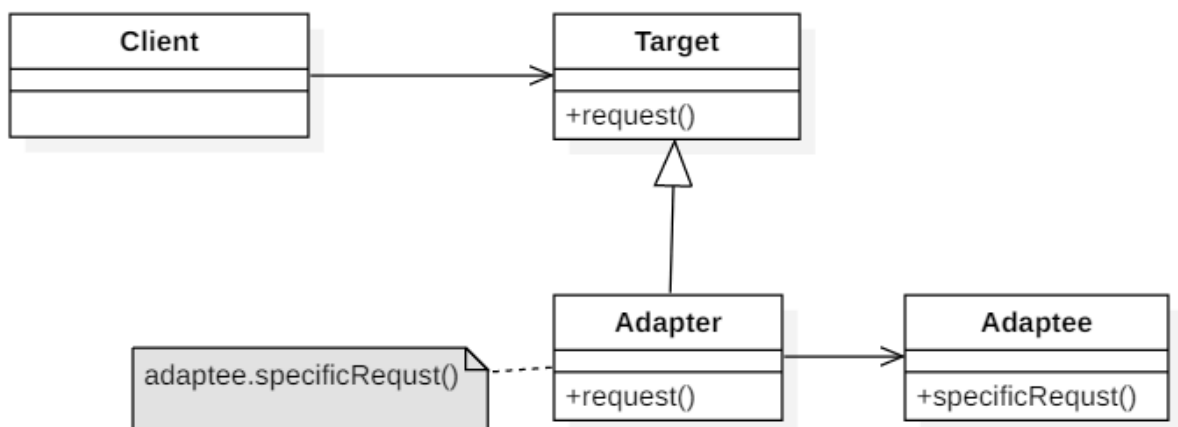 Client
Target
+request()
Adapter
Adaptee
adaptee.specificRequst()
+request()
+specificRequst()